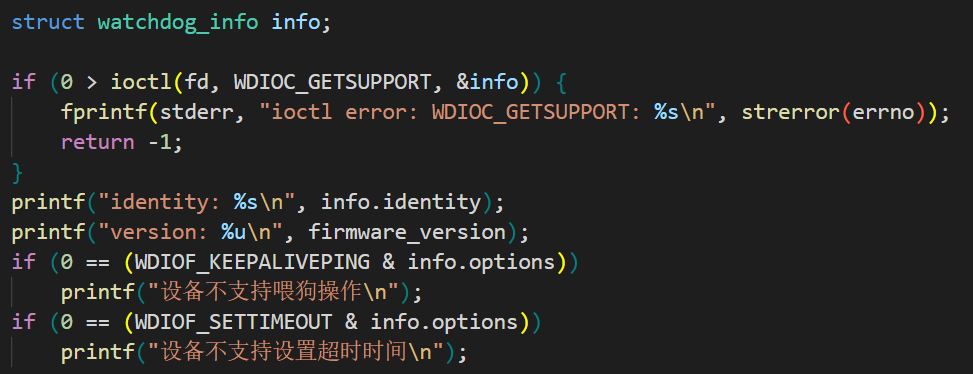 struct watchdog_info info;
if (0 > ioctl(fd, WDIOC_GETSUPPORT, &info)) {
fprintf(stderr, "ioctl error: WDIOC_GETSUPPORT: %s\n", strerror(errno));
return -1;
}
printf("identity: %s\n", info.identity);
printf("version: %u\n", firmware_version);
if (0 == (WDIOF_KEEPALIVEPING & info.options))
printf("设备不支持喂狗操作\n");
if (0 == (WDIOF_SETTIMEOUT & info.options))
printf("设备不支持设置超时时间\n");